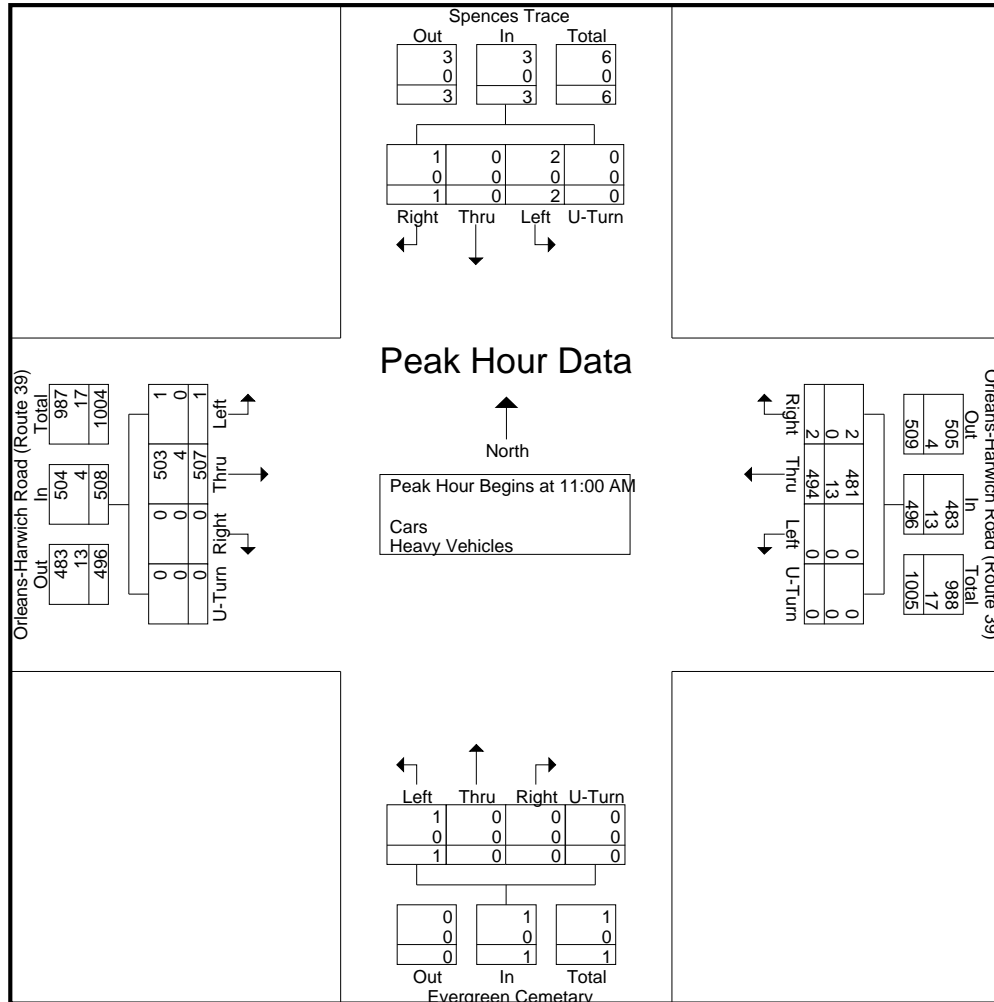 Spences Trace
Out In Total
3 3 6
0 0 0
3 3 6
1 0 2 0
0 0 0 0
1 0 2 0
Right Thru Left U-Turn
Peak Hour Data
North
Peak Hour Begins at 11:00 AM
Cars
Heavy Vehicles
Orleans-Harwich Road (Route 39)
Total In Out
987 504 483
17 4 13
1004 508 496
1 503 0 0
0 4 0 0
1 507 0 0
Left Thru Right U-Turn
Orleans-Harwich Road (Route 39)
Out In Total
505 483 988
4 13 17
509 496 1005
2 481 0 0
0 13 0 0
2 494 0 0
Right Thru Left U-Turn
Left Thru Right U-Turn
1 0 0 0
0 0 0 0
1 0 0 0
0 1 1
0 0 0
0 1 1
Out In Total
Evergreen Cemetary